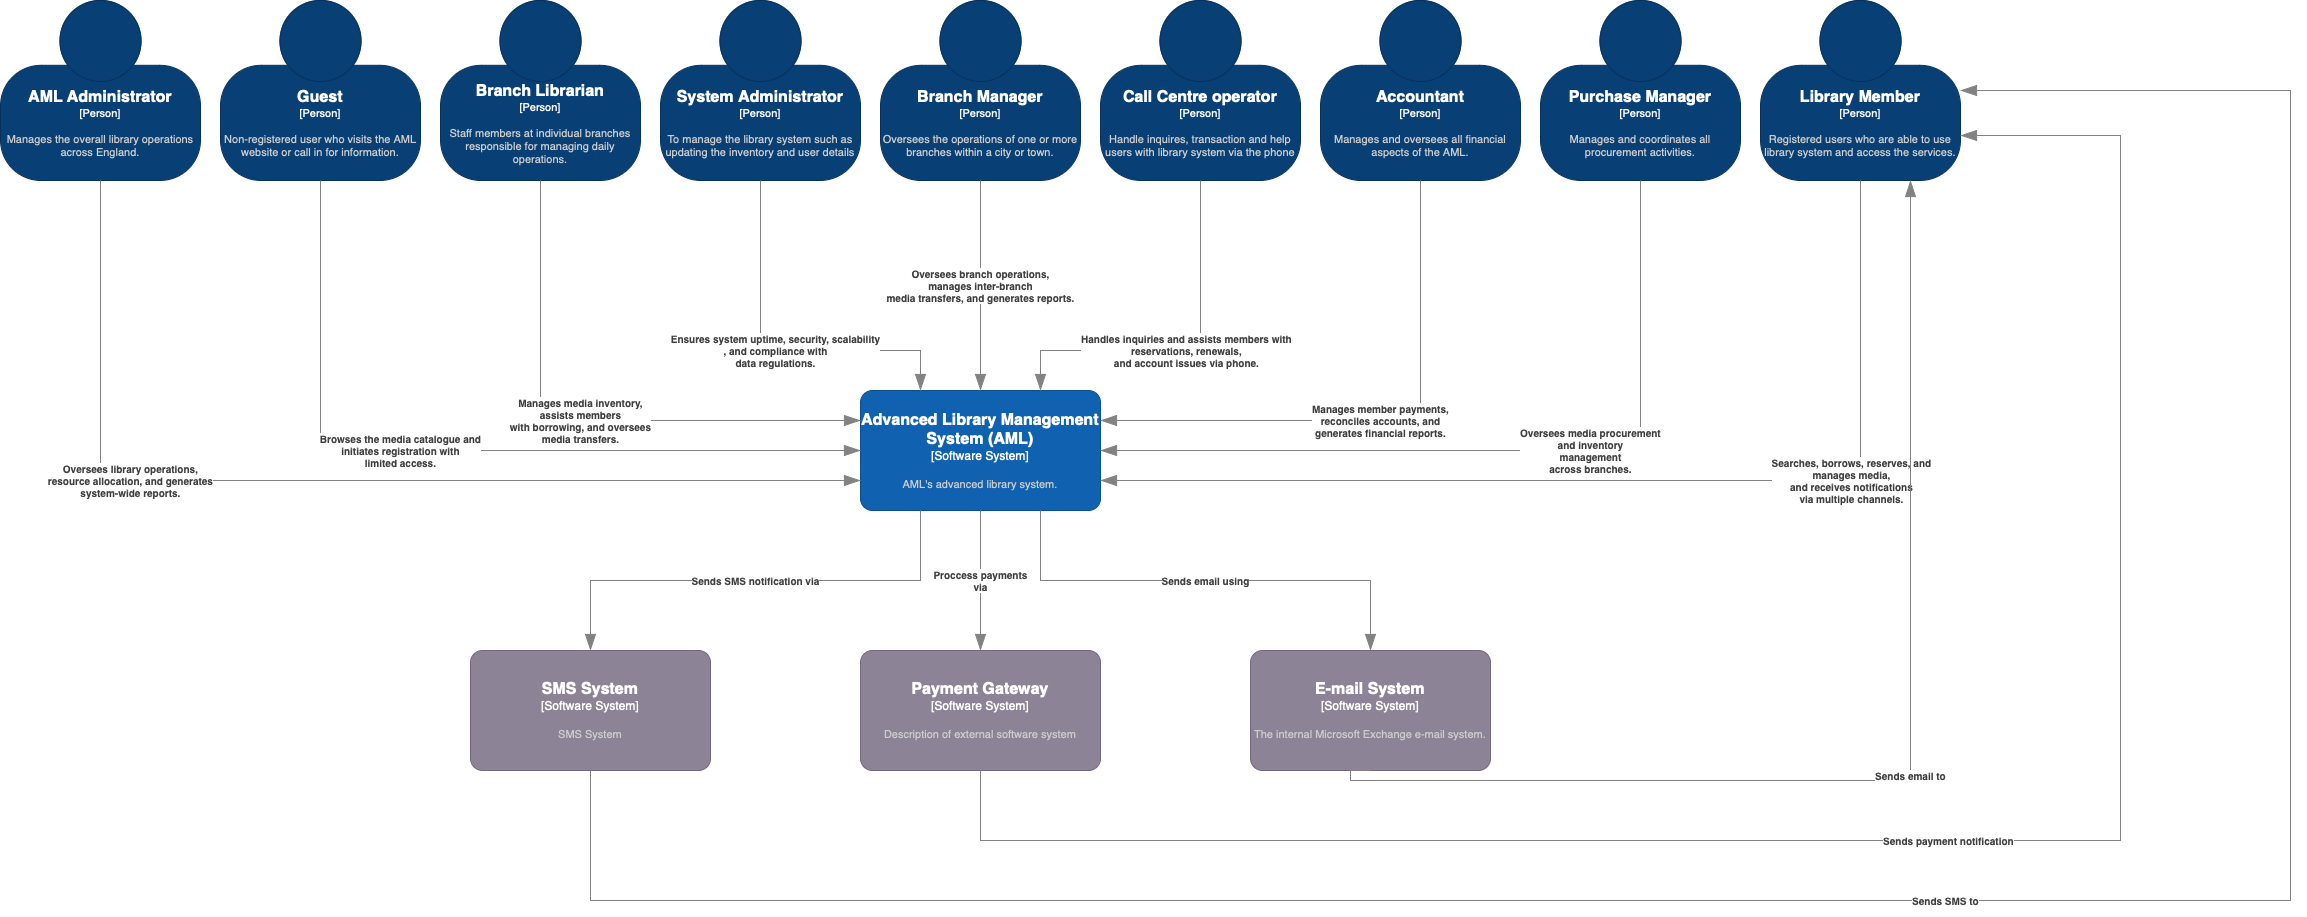 AML Administrator
[Person]
Manages the overall library operations
across England.
Guest
[Person]
Non-registered user who visits the AML
website or call in for information.
Branch Librarian
[Person]
Staff members at individual branches
responsible for managing daily
operations.
System Administrator
[Person]
To manage the library system such as
updating the inventory and user details
Branch Manager
[Person]
Oversees the operations of one or more
branches within a city or town.
Call Centre operator
[Person]
Handle inquires, transaction and help
users with library system via the phone
Accountant
[Person]
Manages and oversees all financial
aspects of the AML.
Purchase Manager
[Person]
Manages and coordinates all
procurement activities.
Library Member
[Person]
Registered users who are able to use
library system and access the services.
Oversees branch operations,
manages inter-branch
media transfers, and generates reports.
Ensures system uptime, security, scalability
, and compliance with
data regulations.
Handles inquiries and assists members with
reservations, renewals,
and account issues via phone.
Manages media inventory,
assists members
with borrowing, and oversees
media transfers.
Browses the media catalogue and
initiates registration with
limited access.
Oversees library operations,
resource allocation, and generates
system-wide reports.
Advanced Library Management
System (AML)
[Software System]
AML's advanced library system.
Manages member payments,
reconciles accounts, and
generates financial reports.
Oversees media procurement
and inventory
management
across branches.
Searches, borrows, reserves, and
manages media,
and receives notifications
via multiple channels.
Sends SMS notification via
Proccess payments
via
Sends email using
SMS System
[Software System]
SMS System
Payment Gateway
[Software System]
Description of external software system
E-mail System
[Software System]
The internal Microsoft Exchange e-mail system.
Sends email to
Sends payment notification
Sends SMS to